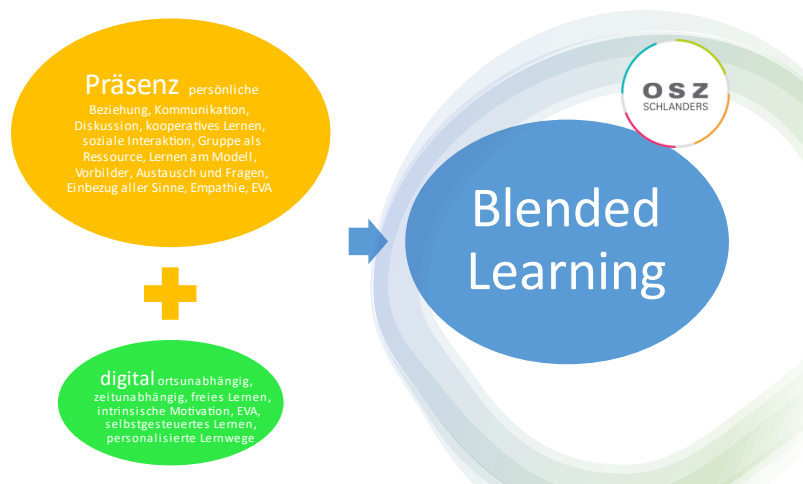 Präsenz persönliche
Beziehung, Kommunikation,
Diskussion, kooperatives Lernen,
soziale Interaktion, Gruppe als
Ressource, Lernen am Modell,
Vorbilder, Austausch und Fragen,
Einbezug aller Sinne, Empathie, EVA
digital ortsunabhängig,
zeitunabhängig, freies Lernen,
intrinsische Motivation, EVA,
selbstgesteuertes Lernen,
personalisierte Lernwege
OSZ
SCHLANDERS
Blended
Learning